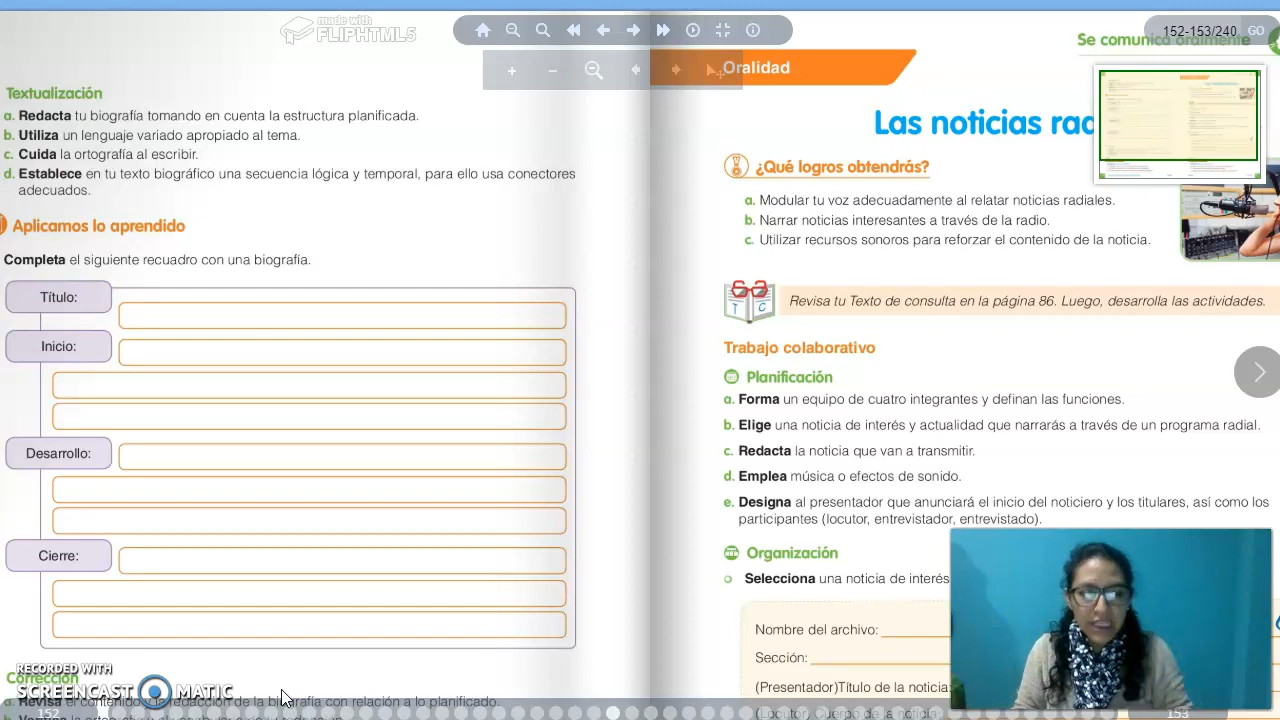 made with
FLIPHTML5
152-153/240
GO
Textualización
a. Redacta tu biografía tomando en cuenta la estructura planificada.
b. Utiliza un lenguaje variado apropiado al tema.
c. Cuida la ortografía al escribir.
d. Establece en tu texto biográfico una secuencia lógica y temporal, para ello usa conectores
adecuados.
Aplicamos lo aprendido
Completa el siguiente recuadro con una biografía.
Título:
Inicio:
Desarrollo:
Cierre:
Corrección
a. Revisa el contenido y la redacción de la biografía con relación a lo planificado.
RECORDED WITH
SCREENCAST MATIC
152
Se comunica oralmente
Oralidad
Las noticias rad
¿Qué logros obtendrás?
a. Modular tu voz adecuadamente al relatar noticias radiales.
b. Narrar noticias interesantes a través de la radio.
c. Utilizar recursos sonoros para reforzar el contenido de la noticia.
T C
Revisa tu Texto de consulta en la página 86. Luego, desarrolla las actividades.
Trabajo colaborativo
Planificación
a. Forma un equipo de cuatro integrantes y definan las funciones.
b. Elige una noticia de interés y actualidad que narrarás a través de un programa radial.
c. Redacta la noticia que van a transmitir.
d. Emplea música o efectos de sonido.
e. Designa al presentador que anunciará el inicio del noticiero y los titulares, así como los
participantes (locutor, entrevistador, entrevistado).
Organización
Selecciona una noticia de interés
Nombre del archivo:
Sección:
(Presentador)Título de la noticia:
(Locutor) Cuerpo de la noticia
153